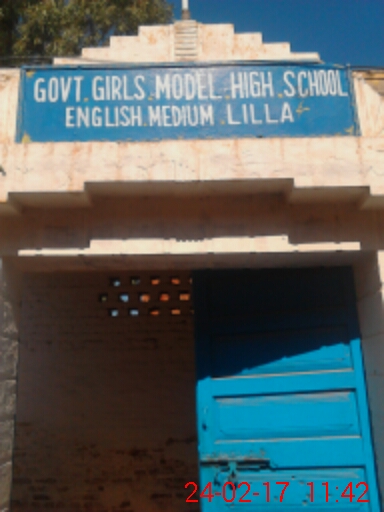 GOVT. GIRLS. MODEL. HIGH. SCHOOL
ENGLISH. MEDIUM. LILLA
24-02-17 11:42